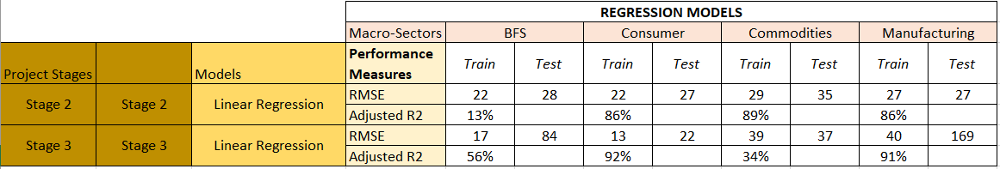 REGRESSION MODELS
Macro-Sectors BFS Consumer Commodities Manufacturing
Project Stages Models Performance Measures Train Test Train Test Train Test Train Test
Stage 2 Stage 2 Linear Regression RMSE 22 28 22 27 29 35 27 27
Adjusted R2 13% 86% 89% 86%
Stage 3 Stage 3 Linear Regression RMSE 17 84 13 22 39 37 40 169
Adjusted R2 56% 92% 34% 91%